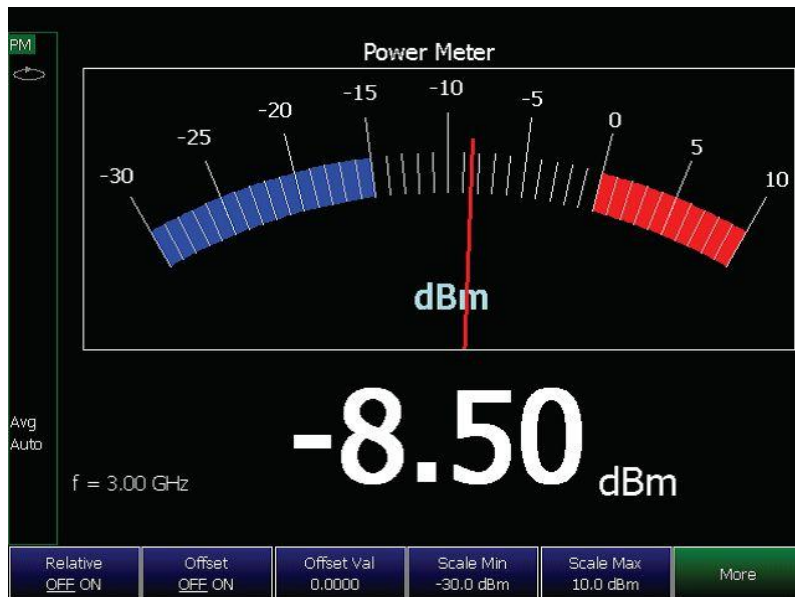 PM
Power Meter
-30
-25
-20
-15
-10
-5
0
5
10
dBm
Avg
Auto
-8.50 dBm
f = 3.00 GHz
Relative
OFF ON
Offset
OFF ON
Offset Val
0.0000
Scale Min
-30.0 dBm
Scale Max
10.0 dBm
More